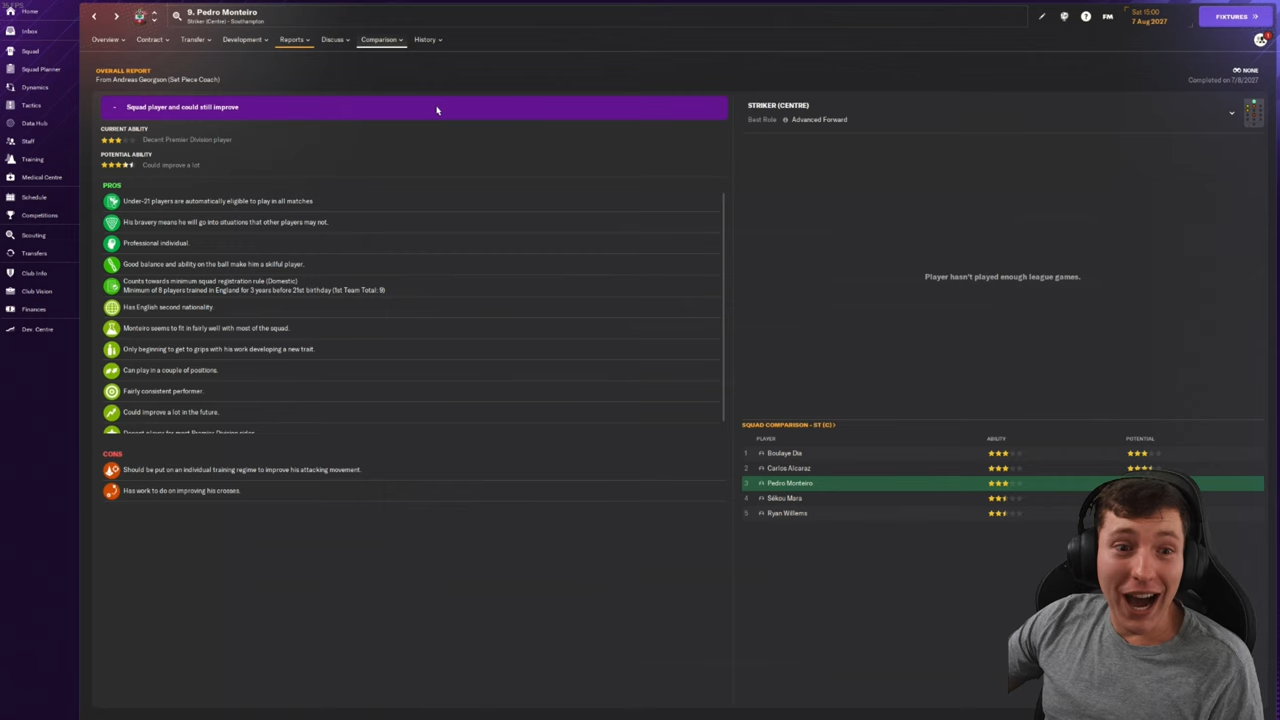 36 FPS
Home
9. Pedro Monteiro
Striker (Centre) - Southampton
FM
Sat 15:00
7 Aug 2027
FIXTURES
Inbox
Squad
Squad Planner
Dynamics
Tactics
Data Hub
Staff
Training
Medical Centre
Schedule
Competitions
Scouting
Transfers
Club Info
Club Vision
Finances
Dev. Centre
Overview
Contract
Transfer
Development
Reports
Discuss
Comparison
History
OVERALL REPORT
From Andreas Georgson (Set Piece Coach)
NONE
Completed on 7/8/2027
- Squad player and could still improve
CURRENT ABILITY
Decent Premier Division player
POTENTIAL ABILITY
Could improve a lot
PROS
Under-21 players are automatically eligible to play in all matches
His bravery means he will go into situations that other players may not.
Professional individual.
Good balance and ability on the ball make him a skilful player.
Counts towards minimum squad registration rule (Domestic)
Minimum of 8 players trained in England for 3 years before 21st birthday (1st Team Total: 9)
Has English second nationality.
Monteiro seems to fit in fairly well with most of the squad.
Only beginning to get to grips with his work developing a new trait.
Can play in a couple of positions.
Fairly consistent performer.
Could improve a lot in the future.
Decent player for most Premier Division sides
CONS
Should be put on an individual training regime to improve his attacking movement.
Has work to do on improving his crosses.
STRIKER (CENTRE)
Best Role Advanced Forward
Player hasn't played enough league games.
SQUAD COMPARISON - ST (C)
PLAYER ABILITY POTENTIAL
1 Boulaye Dia
2 Carlos Alcaraz
3 Pedro Monteiro
4 Sékou Mara
5 Ryan Willems